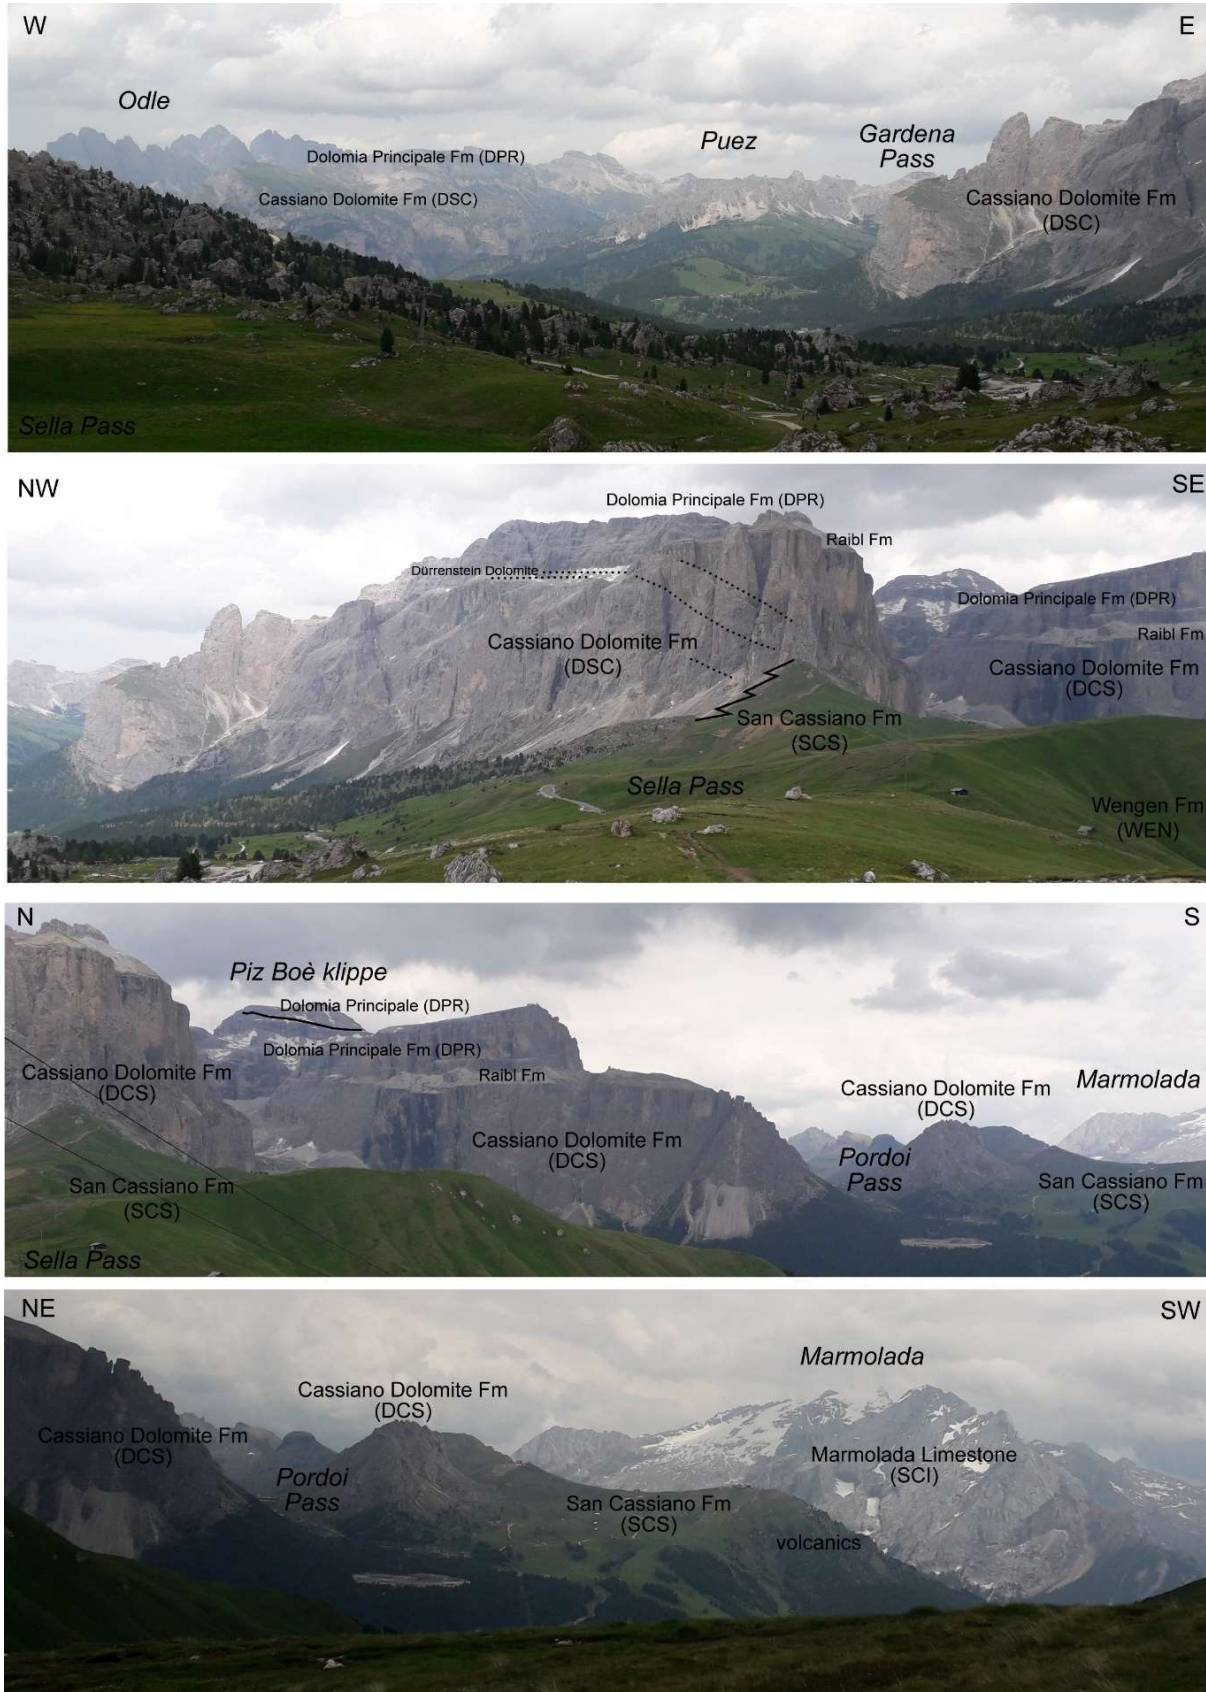 W
E
Odle
Dolomia Principale Fm (DPR)
Cassiano Dolomite Fm (DSC)
Puez
Gardena
Pass
Cassiano Dolomite Fm
(DSC)
Sella Pass
NW
SE
Dolomia Principale Fm (DPR)
Raibl Fm
Dürrenstein Dolomite
Cassiano Dolomite Fm
(DSC)
Dolomia Principale Fm (DPR)
Raibl Fm
Cassiano Dolomite Fm
(DCS)
San Cassiano Fm
(SCS)
Sella Pass
Wengen Fm
(WEN)
N
S
Piz Boè klippe
Dolomia Principale (DPR)
Dolomia Principale Fm (DPR)
Cassiano Dolomite Fm
(DCS)
Raibl Fm
Cassiano Dolomite Fm
(DCS)
Cassiano Dolomite Fm
(DCS)
Marmolada
Pordoi
Pass
San Cassiano Fm
(SCS)
San Cassiano Fm
(SCS)
Sella Pass
NE
SW
Marmolada
Cassiano Dolomite Fm
(DCS)
Cassiano Dolomite Fm
(DCS)
Pordoi
Pass
Marmolada Limestone
(SCI)
San Cassiano Fm
(SCS)
volcanics